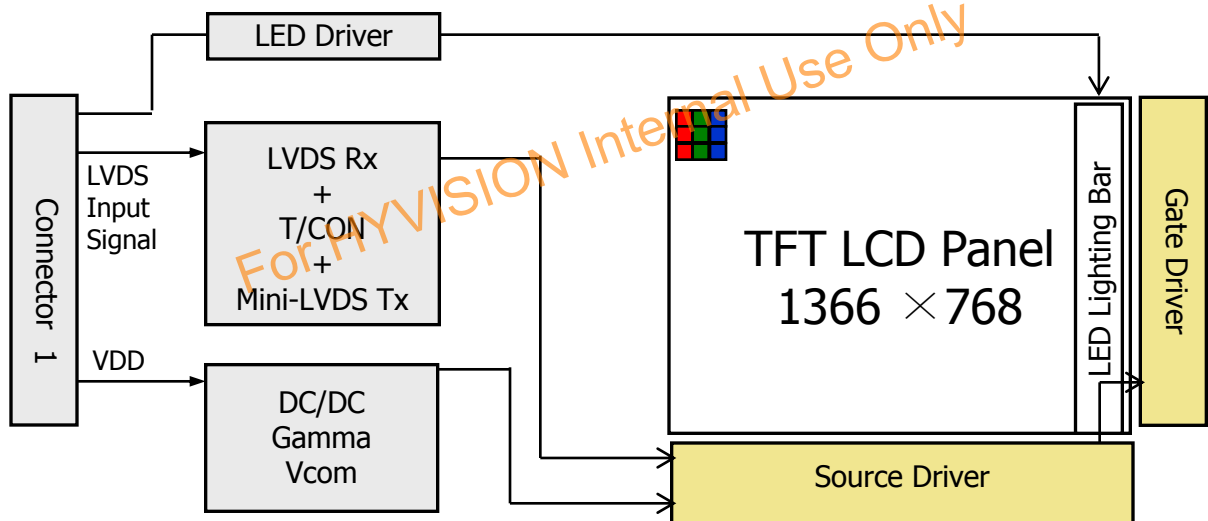 LED Driver
For HYVISION Internal Use Only
Connector 1
LVDS
Input
Signal
LVDS Rx
+
T/CON
+
Mini-LVDS Tx
VDD
DC/DC
Gamma
Vcom
TFT LCD Panel
1366 ×768
LED Lighting Bar
Gate Driver
Source Driver